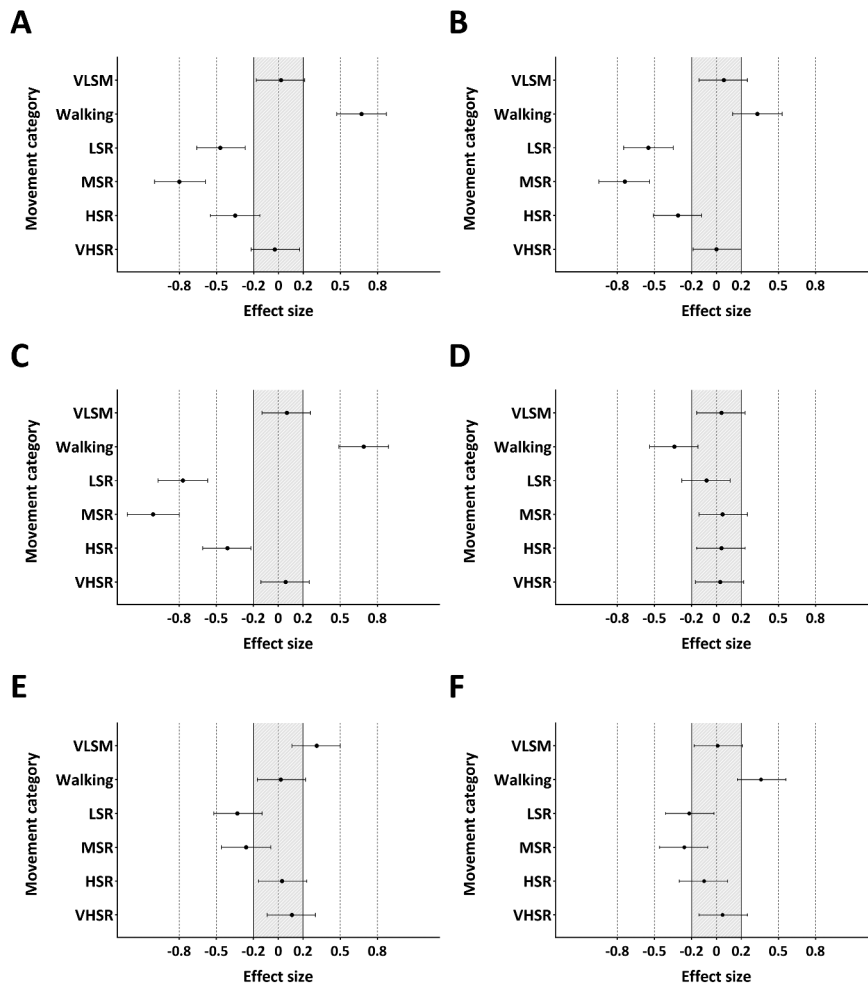 A
Movement category
VLSM
Walking
LSR
MSR
HSR
VHSR
-0.8 -0.5 -0.2 0 0.2 0.5 0.8
Effect size
B
Movement category
VLSM
Walking
LSR
MSR
HSR
VHSR
-0.8 -0.5 -0.2 0 0.2 0.5 0.8
Effect size
C
Movement category
VLSM
Walking
LSR
MSR
HSR
VHSR
-0.8 -0.5 -0.2 0 0.2 0.5 0.8
Effect size
D
Movement category
VLSM
Walking
LSR
MSR
HSR
VHSR
-0.8 -0.5 -0.2 0 0.2 0.5 0.8
Effect size
E
Movement category
VLSM
Walking
LSR
MSR
HSR
VHSR
-0.8 -0.5 -0.2 0 0.2 0.5 0.8
Effect size
F
Movement category
VLSM
Walking
LSR
MSR
HSR
VHSR
-0.8 -0.5 -0.2 0 0.2 0.5 0.8
Effect size